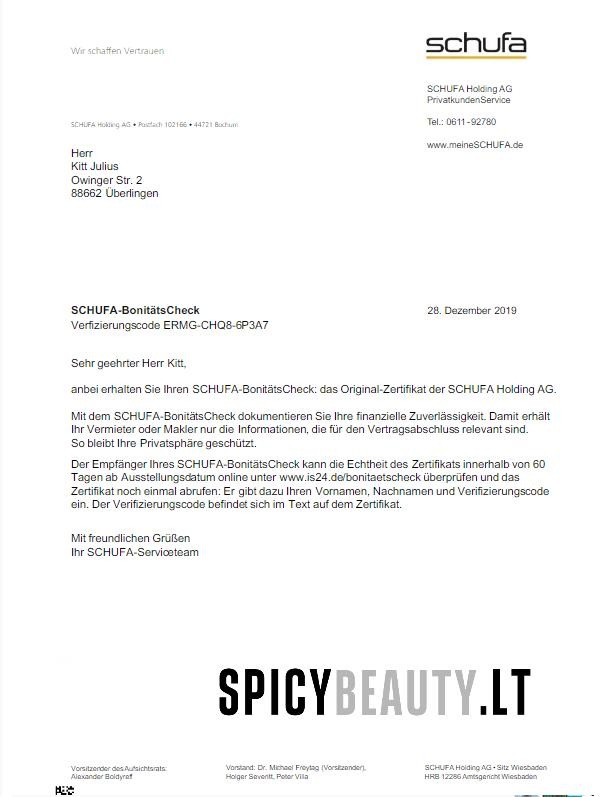 Wir schaffen Vertrauen
schufa
SCHUFA Holding AG
PrivatkundenService
Tel.: 0611-92780
www.meineSCHUFA.de
SCHUFA Holding AG • Postfach 102166 • 44721 Bochum
Herr
Kitt Julius
Owinger Str. 2
88662 Überlingen
SCHUFA-BonitätsCheck
28. Dezember 2019
Verfizierungscode ERMG-CHQ8-6P3A7
Sehr geehrter Herr Kitt,
anbei erhalten Sie Ihren SCHUFA-BonitätsCheck: das Original-Zertifikat der SCHUFA Holding AG.
Mit dem SCHUFA-BonitätsCheck dokumentieren Sie Ihre finanzielle Zuverlässigkeit. Damit erhält
Ihr Vermieter oder Makler nur die Informationen, die für den Vertragsabschluss relevant sind.
So bleibt Ihre Privatsphäre geschützt.
Der Empfänger Ihres SCHUFA-BonitätsCheck kann die Echtheit des Zertifikats innerhalb von 60
Tagen ab Ausstellungsdatum online unter www.is24.de/bonitaetscheck überprüfen und das
Zertifikat noch einmal abrufen: Er gibt dazu Ihren Vornamen, Nachnamen und Verifizierungscode
ein. Der Verifizierungscode befindet sich im Text auf dem Zertifikat.
Mit freundlichen Grüßen
Ihr SCHUFA-Serviceteam
SPICYBEAUTY.LT
Vorsitzender des Aufsichtsrats:
Alexander Boldyreff
Vorstand: Dr. Michael Freytag (Vorsitzender),
Holger Severitt, Peter Villa
SCHUFA Holding AG • Sitz Wiesbaden
HRB 12286 Amtsgericht Wiesbaden